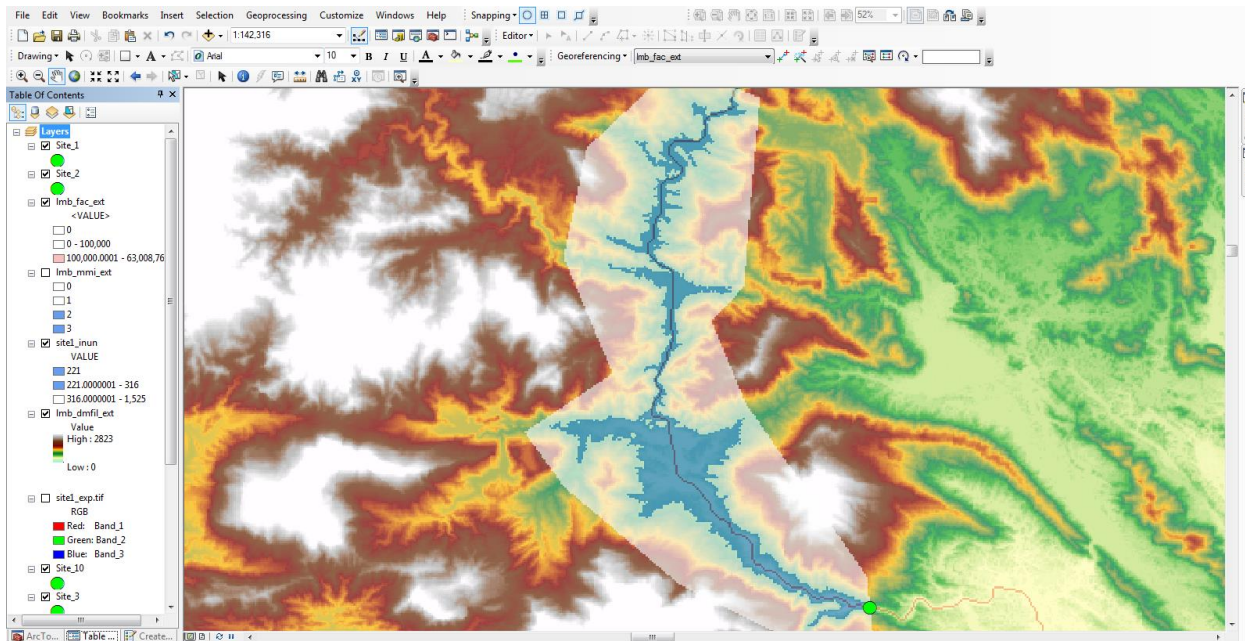 File Edit View Bookmarks Insert Selection Geoprocessing Customize Windows Help Snapping 52%
1:142,316 Editor
Drawing A Arial 10 B I U A Georeferencing lmb_fac_ext
Table Of Contents
Layers
Site_1
Site_2
lmb_fac_ext
<VALUE>
0
0 - 100,000
100,000.0001 - 63,008,76
lmb_mmi_ext
0
1
2
3
site1_inun
VALUE
221
221.0000001 - 316
316.0000001 - 1,525
lmb_dmfil_ext
Value
High : 2823
Low : 0
site1_exp.tif
RGB
Red: Band_1
Green: Band_2
Blue: Band_3
Site_10
Site_3
ArcTo... Table ... Create...